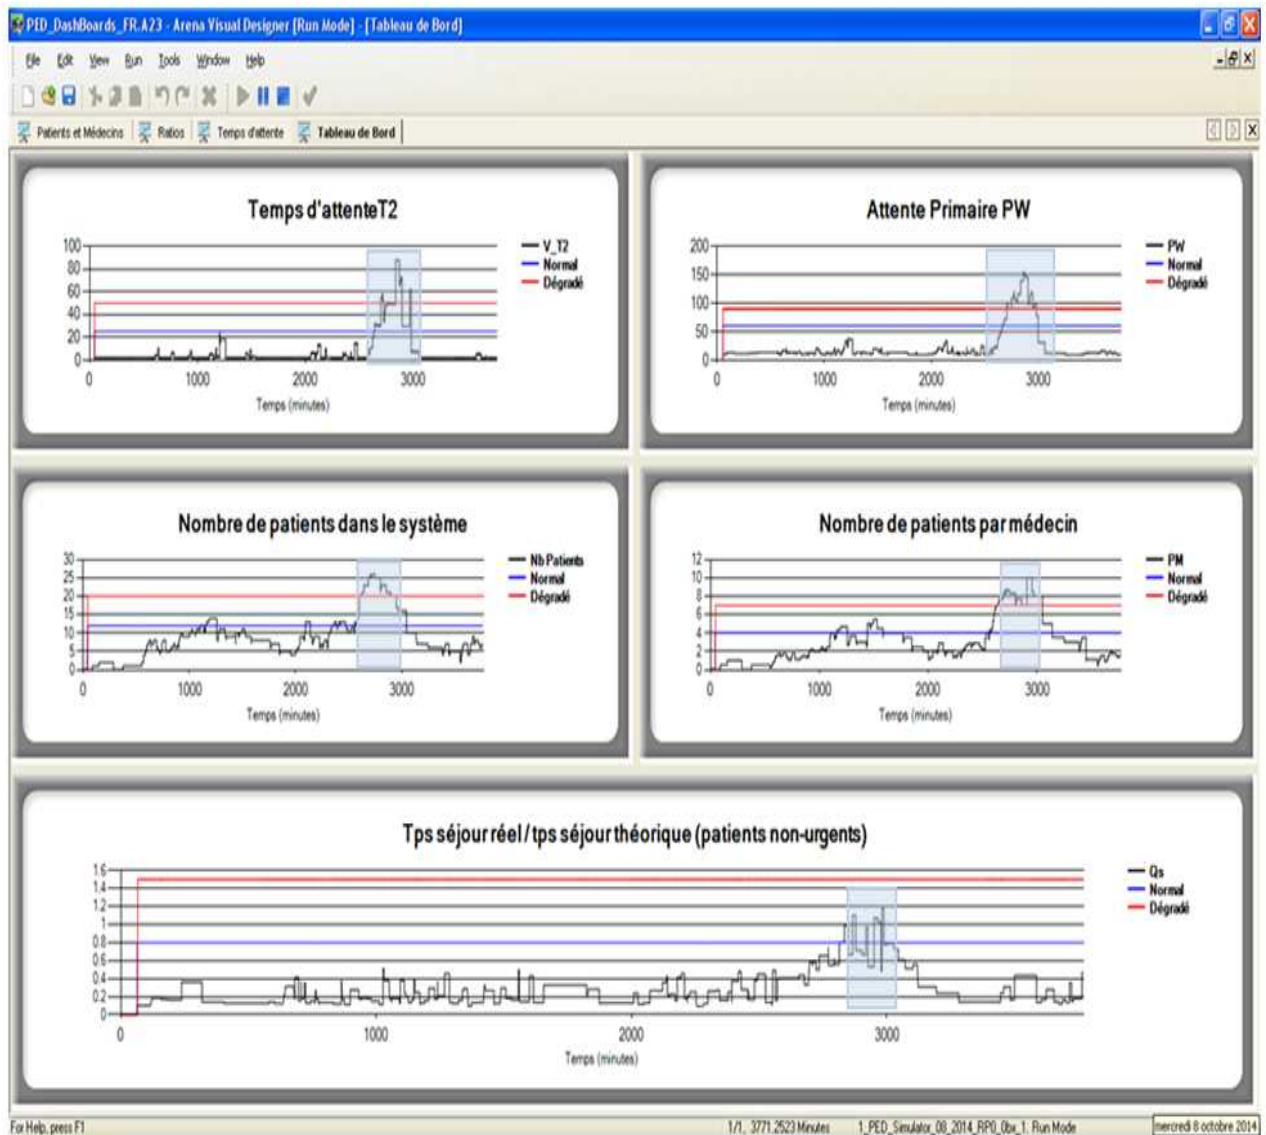 PED_DashBoards_FR.A23 - Arena Visual Designer [Run Mode] - [Tableau de Bord]
File Edit View Run Tools Window Help
Patients et Médecins Ratios Temps d'attente Tableau de Bord
Temps d'attenteT2
100
80
60
40
20
0
0 1000 2000 3000
Temps (minutes)
V_T2
Normal
Dégradé
Attente Primaire PW
200
150
100
50
0
0 1000 2000 3000
Temps (minutes)
PW
Normal
Dégradé
Nombre de patients dans le système
30
25
20
15
10
5
0
0 1000 2000 3000
Temps (minutes)
Nb Patients
Normal
Dégradé
Nombre de patients par médecin
12
10
8
6
4
2
0
0 1000 2000 3000
Temps (minutes)
PM
Normal
Dégradé
Tps séjour réel / tps séjour théorique (patients non-urgents)
1.6
1.4
1.2
1
0.8
0.6
0.4
0.2
0
0 1000 2000 3000
Temps (minutes)
Qs
Normal
Dégradé
For Help, press F1 1/1, 3771.2523 Minutes 1_PED_Simulator_08_2014_RP0_0bx_1. Run Mode mercredi 8 octobre 2014